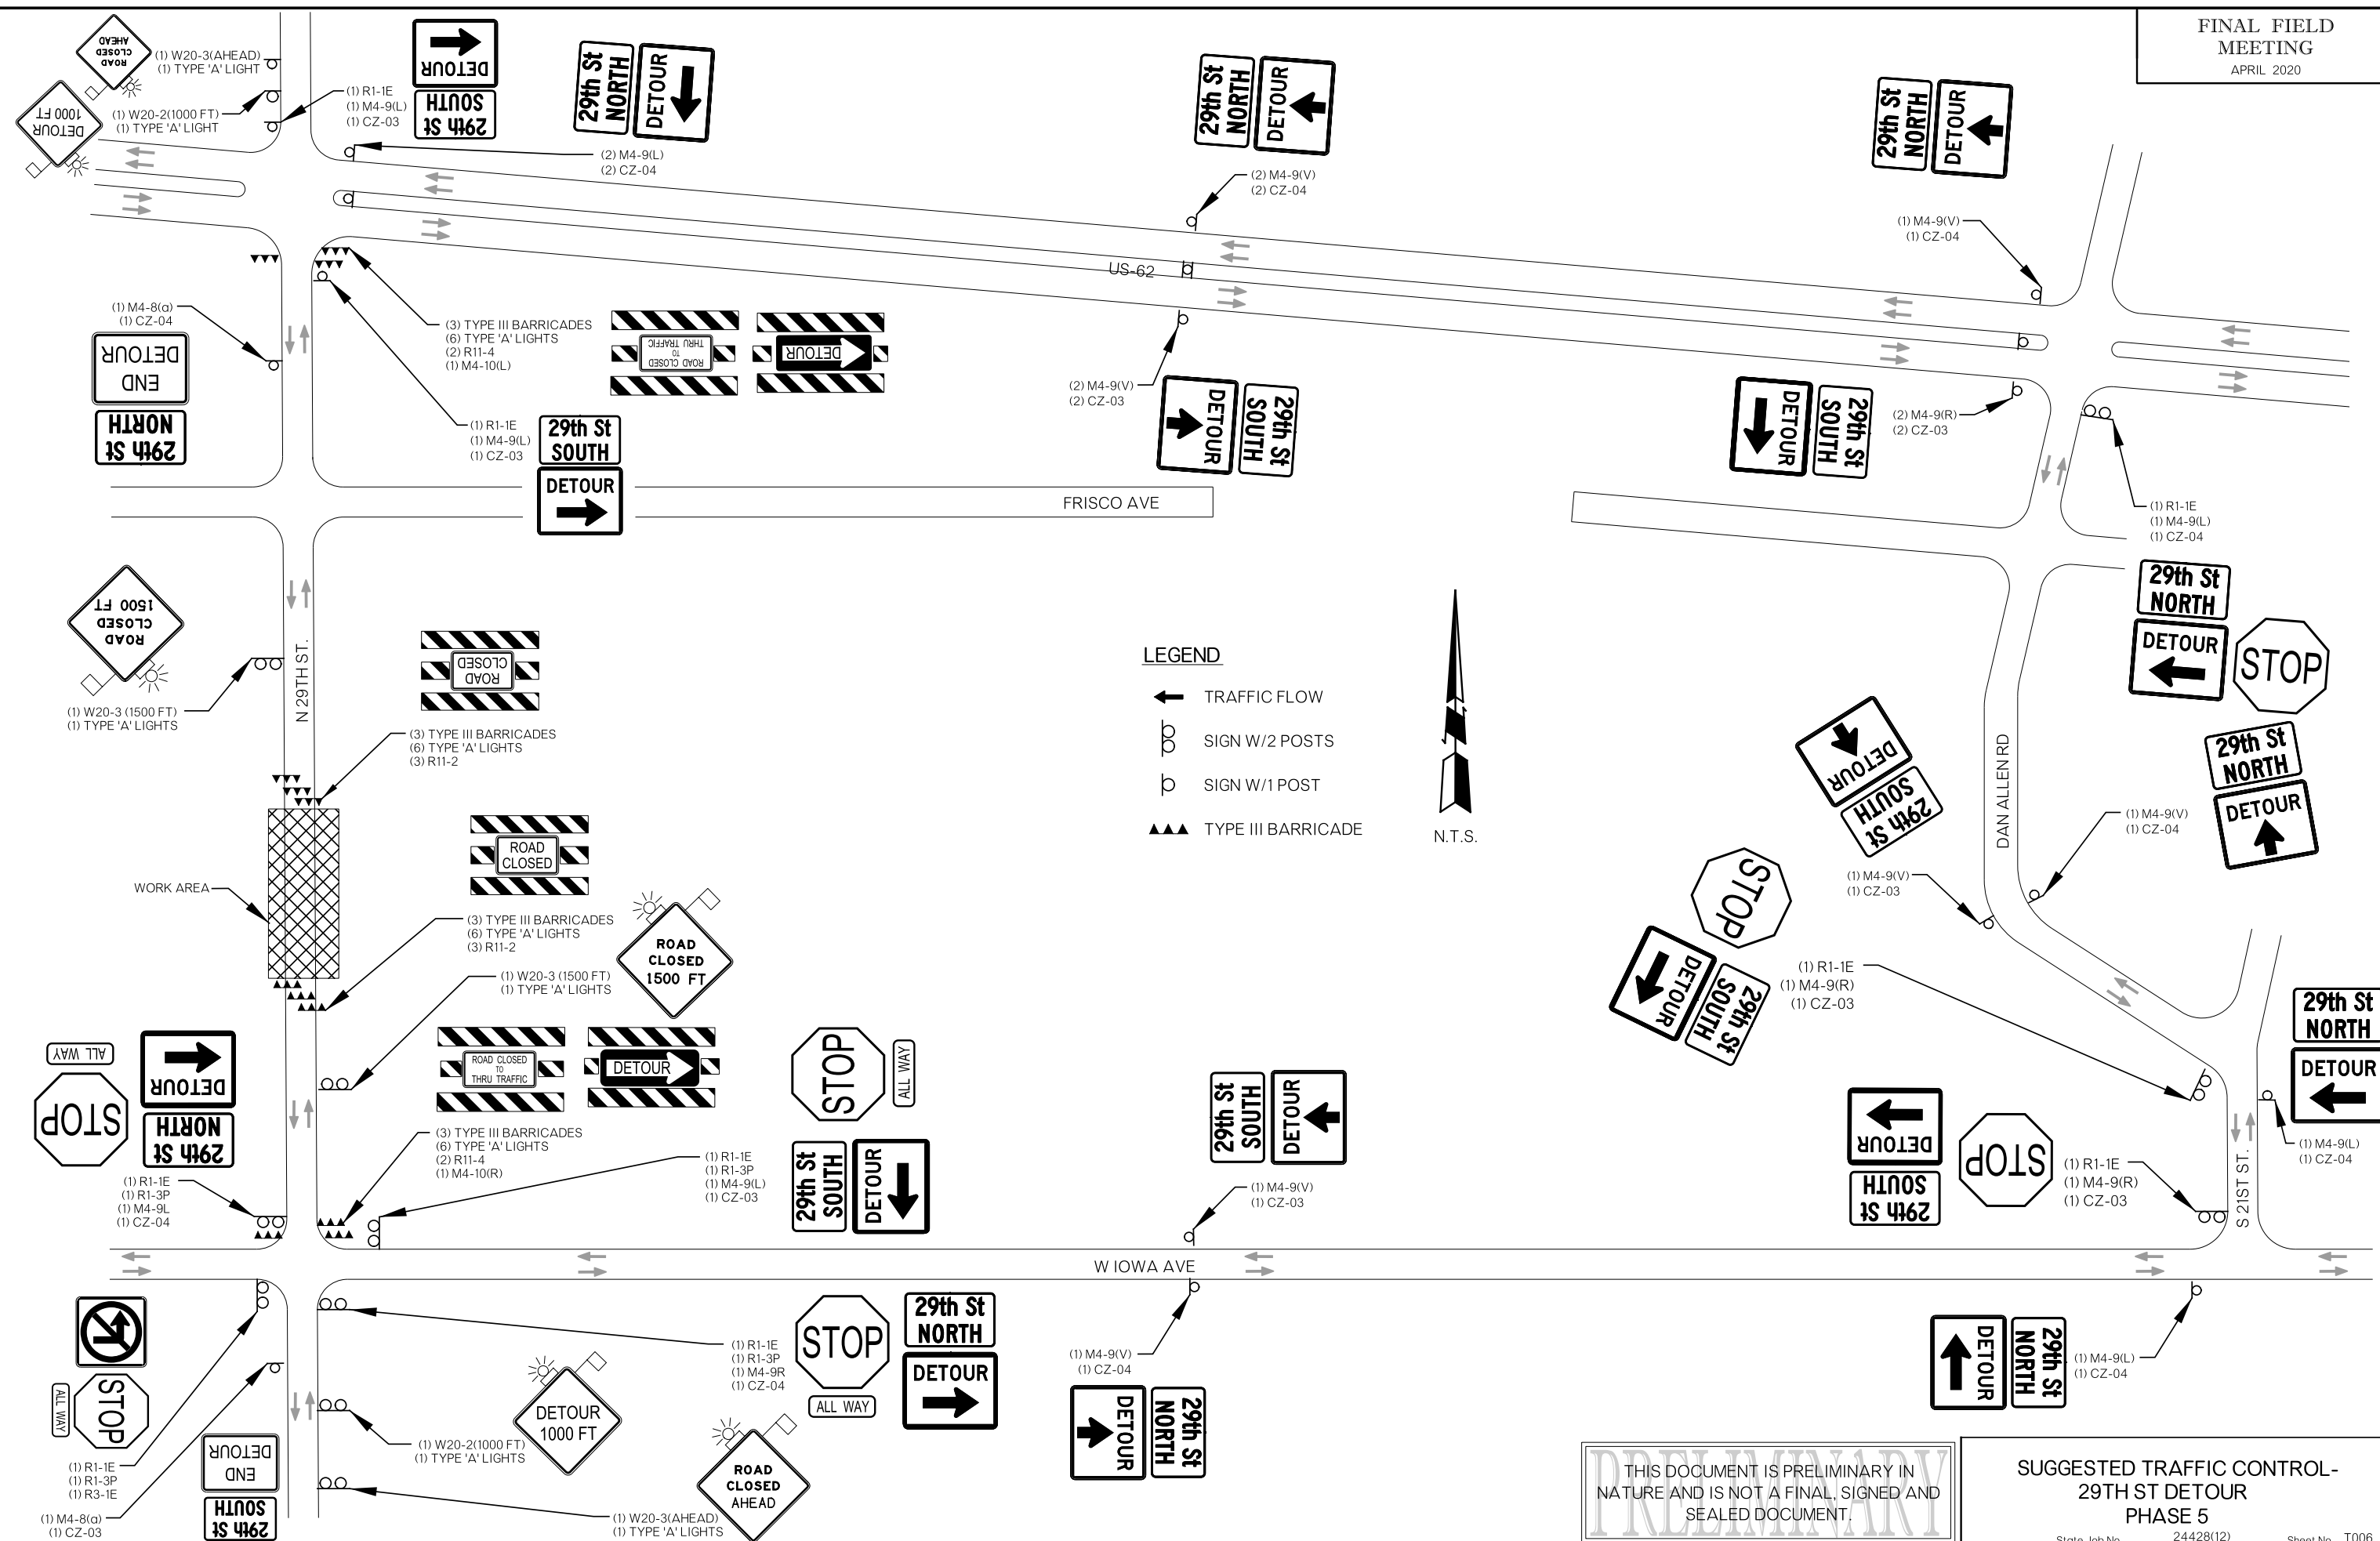 FINAL FIELD
MEETING
APRIL 2020
ROAD
CLOSED
AHEAD
(1) W20-3(AHEAD)
(1) TYPE 'A' LIGHT
DETOUR
1000 FT
(1) W20-2(1000 FT)
(1) TYPE 'A' LIGHT
(1) R1-1E
(1) M4-9(L)
(1) CZ-03
DETOUR
29th St
SOUTH
29th St
NORTH
DETOUR
(2) M4-9(L)
(2) CZ-04
29th St
NORTH
DETOUR
(2) M4-9(V)
(2) CZ-04
29th St
NORTH
DETOUR
(1) M4-9(V)
(1) CZ-04
US-62
(1) M4-8(a)
(1) CZ-04
END
DETOUR
29th St
NORTH
(3) TYPE III BARRICADES
(6) TYPE 'A' LIGHTS
(2) R11-4
(1) M4-10(L)
ROAD CLOSED
TO
THRU TRAFFIC
DETOUR
(1) R1-1E
(1) M4-9(L)
(1) CZ-03
29th St
SOUTH
DETOUR
(2) M4-9(V)
(2) CZ-03
DETOUR
29th St
SOUTH
DETOUR
29th St
SOUTH
(2) M4-9(R)
(2) CZ-03
FRISCO AVE
(1) R1-1E
(1) M4-9(L)
(1) CZ-04
29th St
NORTH
DETOUR
STOP
ROAD
CLOSED
1500 FT
(1) W20-3 (1500 FT)
(1) TYPE 'A' LIGHTS
N 29TH ST.
ROAD
CLOSED
(3) TYPE III BARRICADES
(6) TYPE 'A' LIGHTS
(3) R11-2
LEGEND
TRAFFIC FLOW
SIGN W/2 POSTS
SIGN W/1 POST
TYPE III BARRICADE
N.T.S.
DETOUR
29th St
SOUTH
(1) M4-9(V)
(1) CZ-03
DAN ALLEN RD
29th St
NORTH
DETOUR
(1) M4-9(V)
(1) CZ-04
WORK AREA
ROAD
CLOSED
(3) TYPE III BARRICADES
(6) TYPE 'A' LIGHTS
(3) R11-2
ROAD
CLOSED
1500 FT
(1) W20-3 (1500 FT)
(1) TYPE 'A' LIGHTS
STOP
DETOUR
29th St
SOUTH
(1) R1-1E
(1) M4-9(R)
(1) CZ-03
29th St
NORTH
DETOUR
(1) M4-9(L)
(1) CZ-04
ALL WAY
STOP
DETOUR
29th St
NORTH
(1) R1-1E
(1) R1-3P
(1) M4-9L
(1) CZ-04
ROAD CLOSED
TO
THRU TRAFFIC
DETOUR
(3) TYPE III BARRICADES
(6) TYPE 'A' LIGHTS
(2) R11-4
(1) M4-10(R)
STOP
ALL WAY
29th St
SOUTH
DETOUR
(1) R1-1E
(1) R1-3P
(1) M4-9(L)
(1) CZ-03
29th St
SOUTH
DETOUR
(1) M4-9(V)
(1) CZ-03
DETOUR
29th St
SOUTH
STOP
(1) R1-1E
(1) M4-9(R)
(1) CZ-03
S 21ST ST.
W IOWA AVE
STOP
ALL WAY
(1) R1-1E
(1) R1-3P
(1) R3-1E
END
DETOUR
29th St
SOUTH
(1) M4-8(a)
(1) CZ-03
(1) R1-1E
(1) R1-3P
(1) M4-9R
(1) CZ-04
STOP
ALL WAY
29th St
NORTH
DETOUR
DETOUR
1000 FT
(1) W20-2(1000 FT)
(1) TYPE 'A' LIGHTS
ROAD
CLOSED
AHEAD
(1) W20-3(AHEAD)
(1) TYPE 'A' LIGHTS
(1) M4-9(V)
(1) CZ-04
DETOUR
29th St
NORTH
DETOUR
29th St
NORTH
(1) M4-9(L)
(1) CZ-04
PRELIMINARY
THIS DOCUMENT IS PRELIMINARY IN
NATURE AND IS NOT A FINAL, SIGNED AND
SEALED DOCUMENT.
SUGGESTED TRAFFIC CONTROL-
29TH ST DETOUR
PHASE 5
State Job No. 24428(12) Sheet No. T006